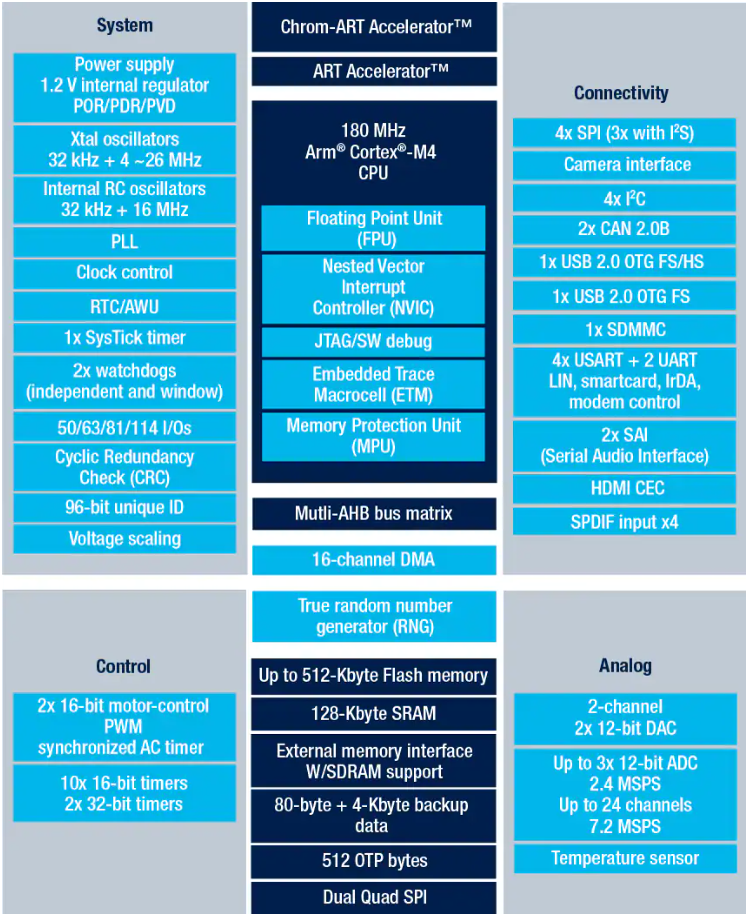 System
Power supply
1.2 V internal regulator
POR/PDR/PVD
Xtal oscillators
32 kHz + 4 ~26 MHz
Internal RC oscillators
32 kHz + 16 MHz
PLL
Clock control
RTC/AWU
1x SysTick timer
2x watchdogs
(independent and window)
50/63/81/114 I/Os
Cyclic Redundancy
Check (CRC)
96-bit unique ID
Voltage scaling
Control
2x 16-bit motor-control
PWM
synchronized AC timer
10x 16-bit timers
2x 32-bit timers
Chrom-ART Accelerator™
ART Accelerator™
180 MHz
Arm® Cortex®-M4
CPU
Floating Point Unit
(FPU)
Nested Vector
Interrupt
Controller (NVIC)
JTAG/SW debug
Embedded Trace
Macrocell (ETM)
Memory Protection Unit
(MPU)
Mutli-AHB bus matrix
16-channel DMA
True random number
generator (RNG)
Up to 512-Kbyte Flash memory
128-Kbyte SRAM
External memory interface
W/SDRAM support
80-byte + 4-Kbyte backup
data
512 OTP bytes
Dual Quad SPI
Connectivity
4x SPI (3x with I²S)
Camera interface
4x I²C
2x CAN 2.0B
1x USB 2.0 OTG FS/HS
1x USB 2.0 OTG FS
1x SDMMC
4x USART + 2 UART
LIN, smartcard, IrDA,
modem control
2x SAI
(Serial Audio Interface)
HDMI CEC
SPDIF input x4
Analog
2-channel
2x 12-bit DAC
Up to 3x 12-bit ADC
2.4 MSPS
Up to 24 channels
7.2 MSPS
Temperature sensor